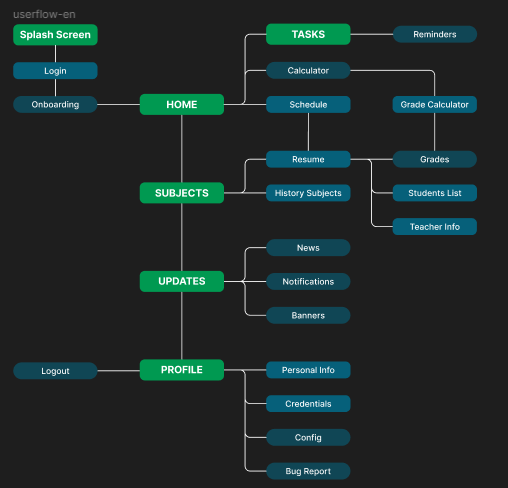 userflow-en
Splash Screen
TASKS
Reminders
Login
Calculator
Onboarding
HOME
Schedule
Grade Calculator
Resume
Grades
SUBJECTS
History Subjects
Students List
Teacher Info
News
UPDATES
Notifications
Banners
Logout
PROFILE
Personal Info
Credentials
Config
Bug Report